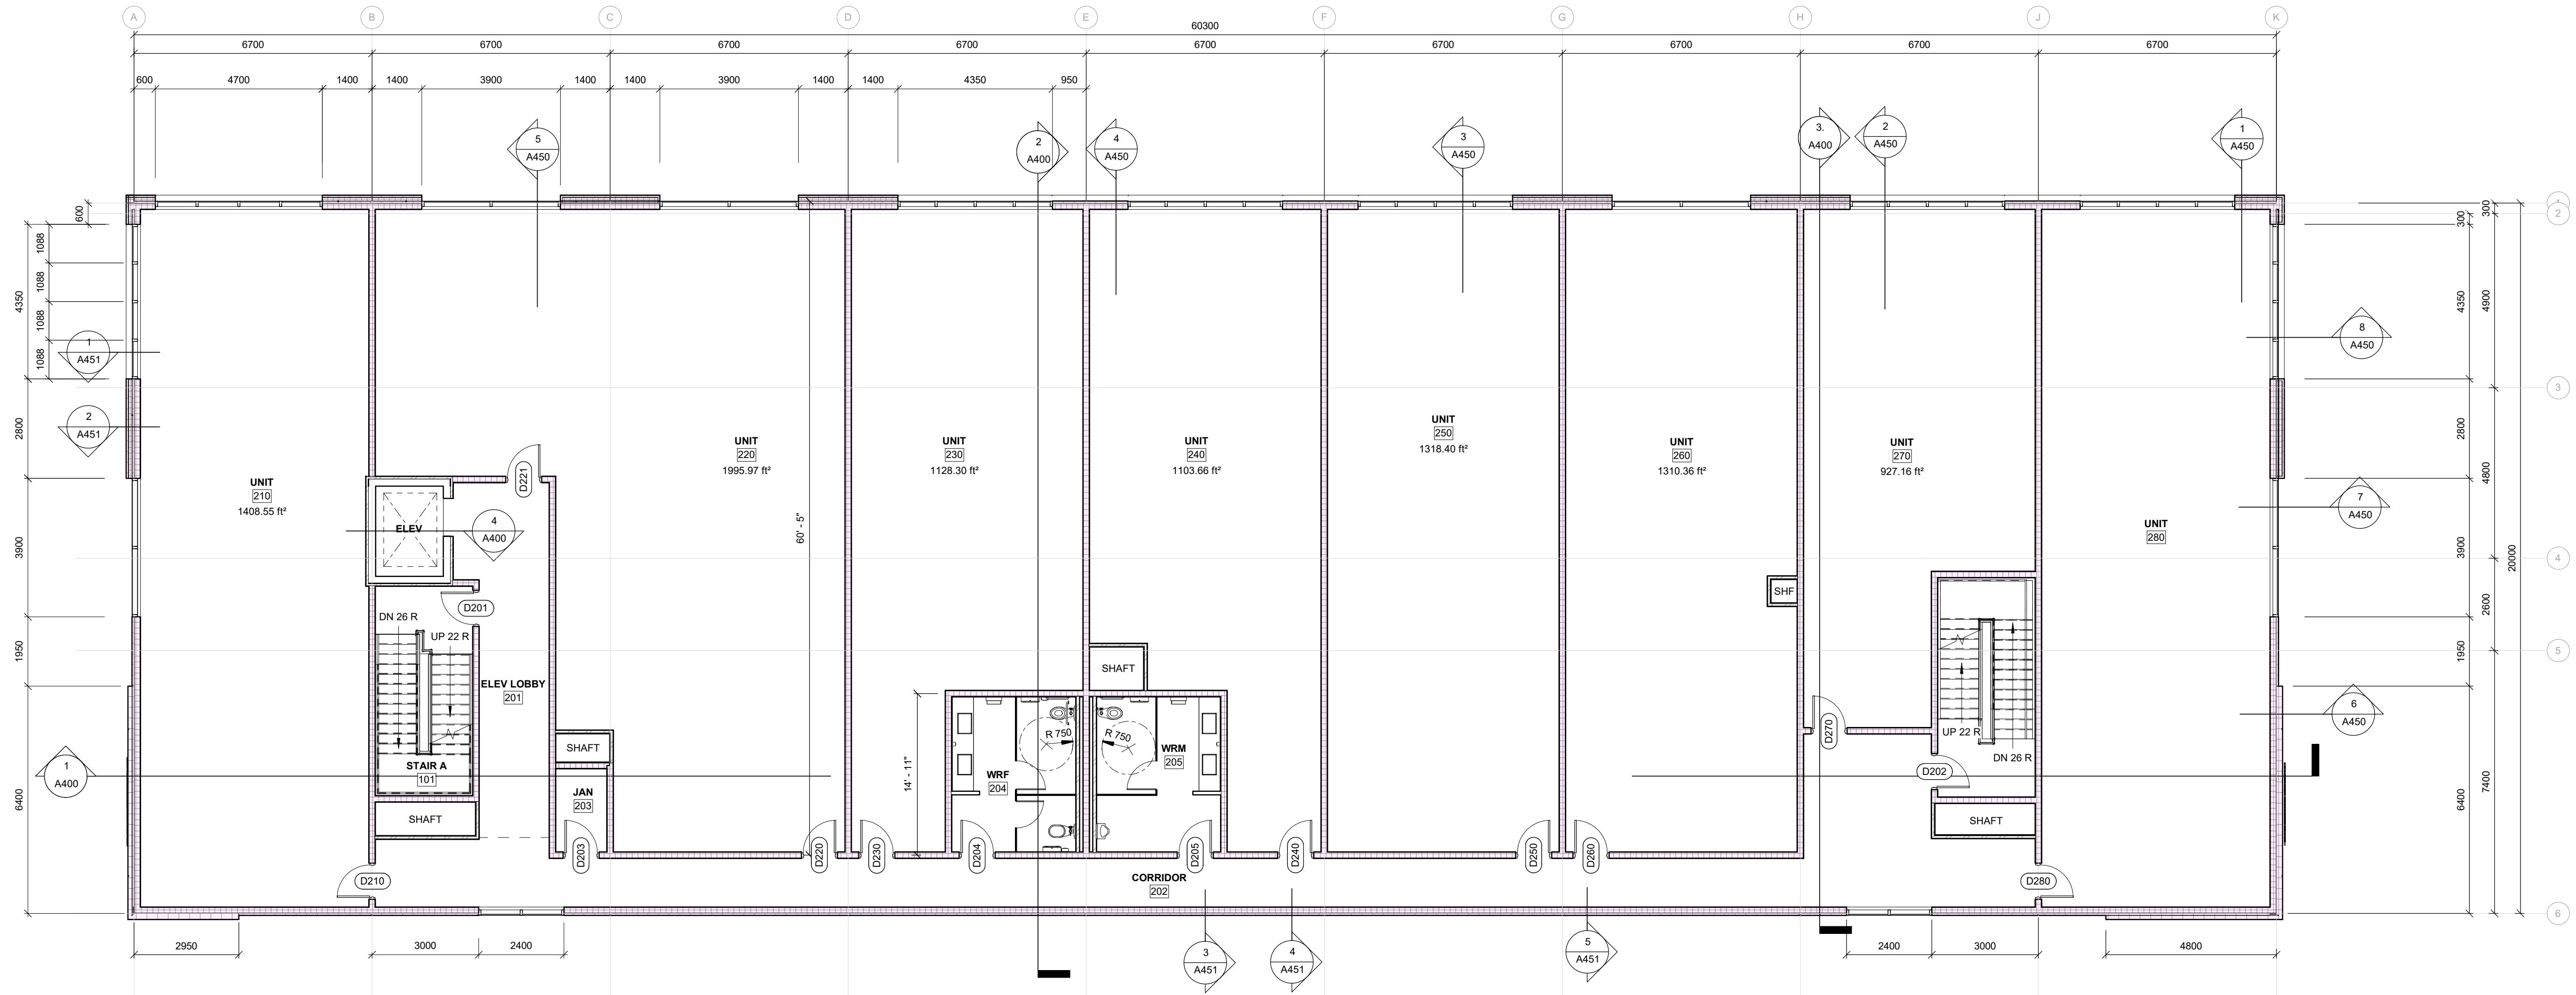 A B C D E F G H J K
60300
6700 6700 6700 6700 6700 6700 6700 6700 6700
600 4700 1400 1400 3900 1400 1400 3900 1400 1400 4350 950
5
A450
2
A400
4
A450
3
A450
3.
A400
2
A450
1
A450
600
1088
1088
1088
1088
4350
2800
3900
1950
6400
1
A451
2
A451
1
A400
UNIT
210
1408.55 ft²
UNIT
220
1995.97 ft²
UNIT
230
1128.30 ft²
UNIT
240
1103.66 ft²
UNIT
250
1318.40 ft²
UNIT
260
1310.36 ft²
UNIT
270
927.16 ft²
UNIT
280
D221
ELEV
4
A400
60' - 5"
D201
DN 26 R
UP 22 R
ELEV LOBBY
201
STAIR A
101
SHAFT
SHAFT
JAN
203
D203
D210
D220
D230
14' - 11"
WRF
204
R 750
D204
SHAFT
R 750
WRM
205
D205
D240
D250
D260
SHF
CORRIDOR
202
D270
UP 22 R
DN 26 R
D202
SHAFT
D280
300
300
2
4350
4900
2800
4800
3900
2600
1950
6400
7400
20000
3
4
5
6
8
A450
7
A450
6
A450
2950
3000 2400
3
A451
4
A451
5
A451
2400 3000
4800